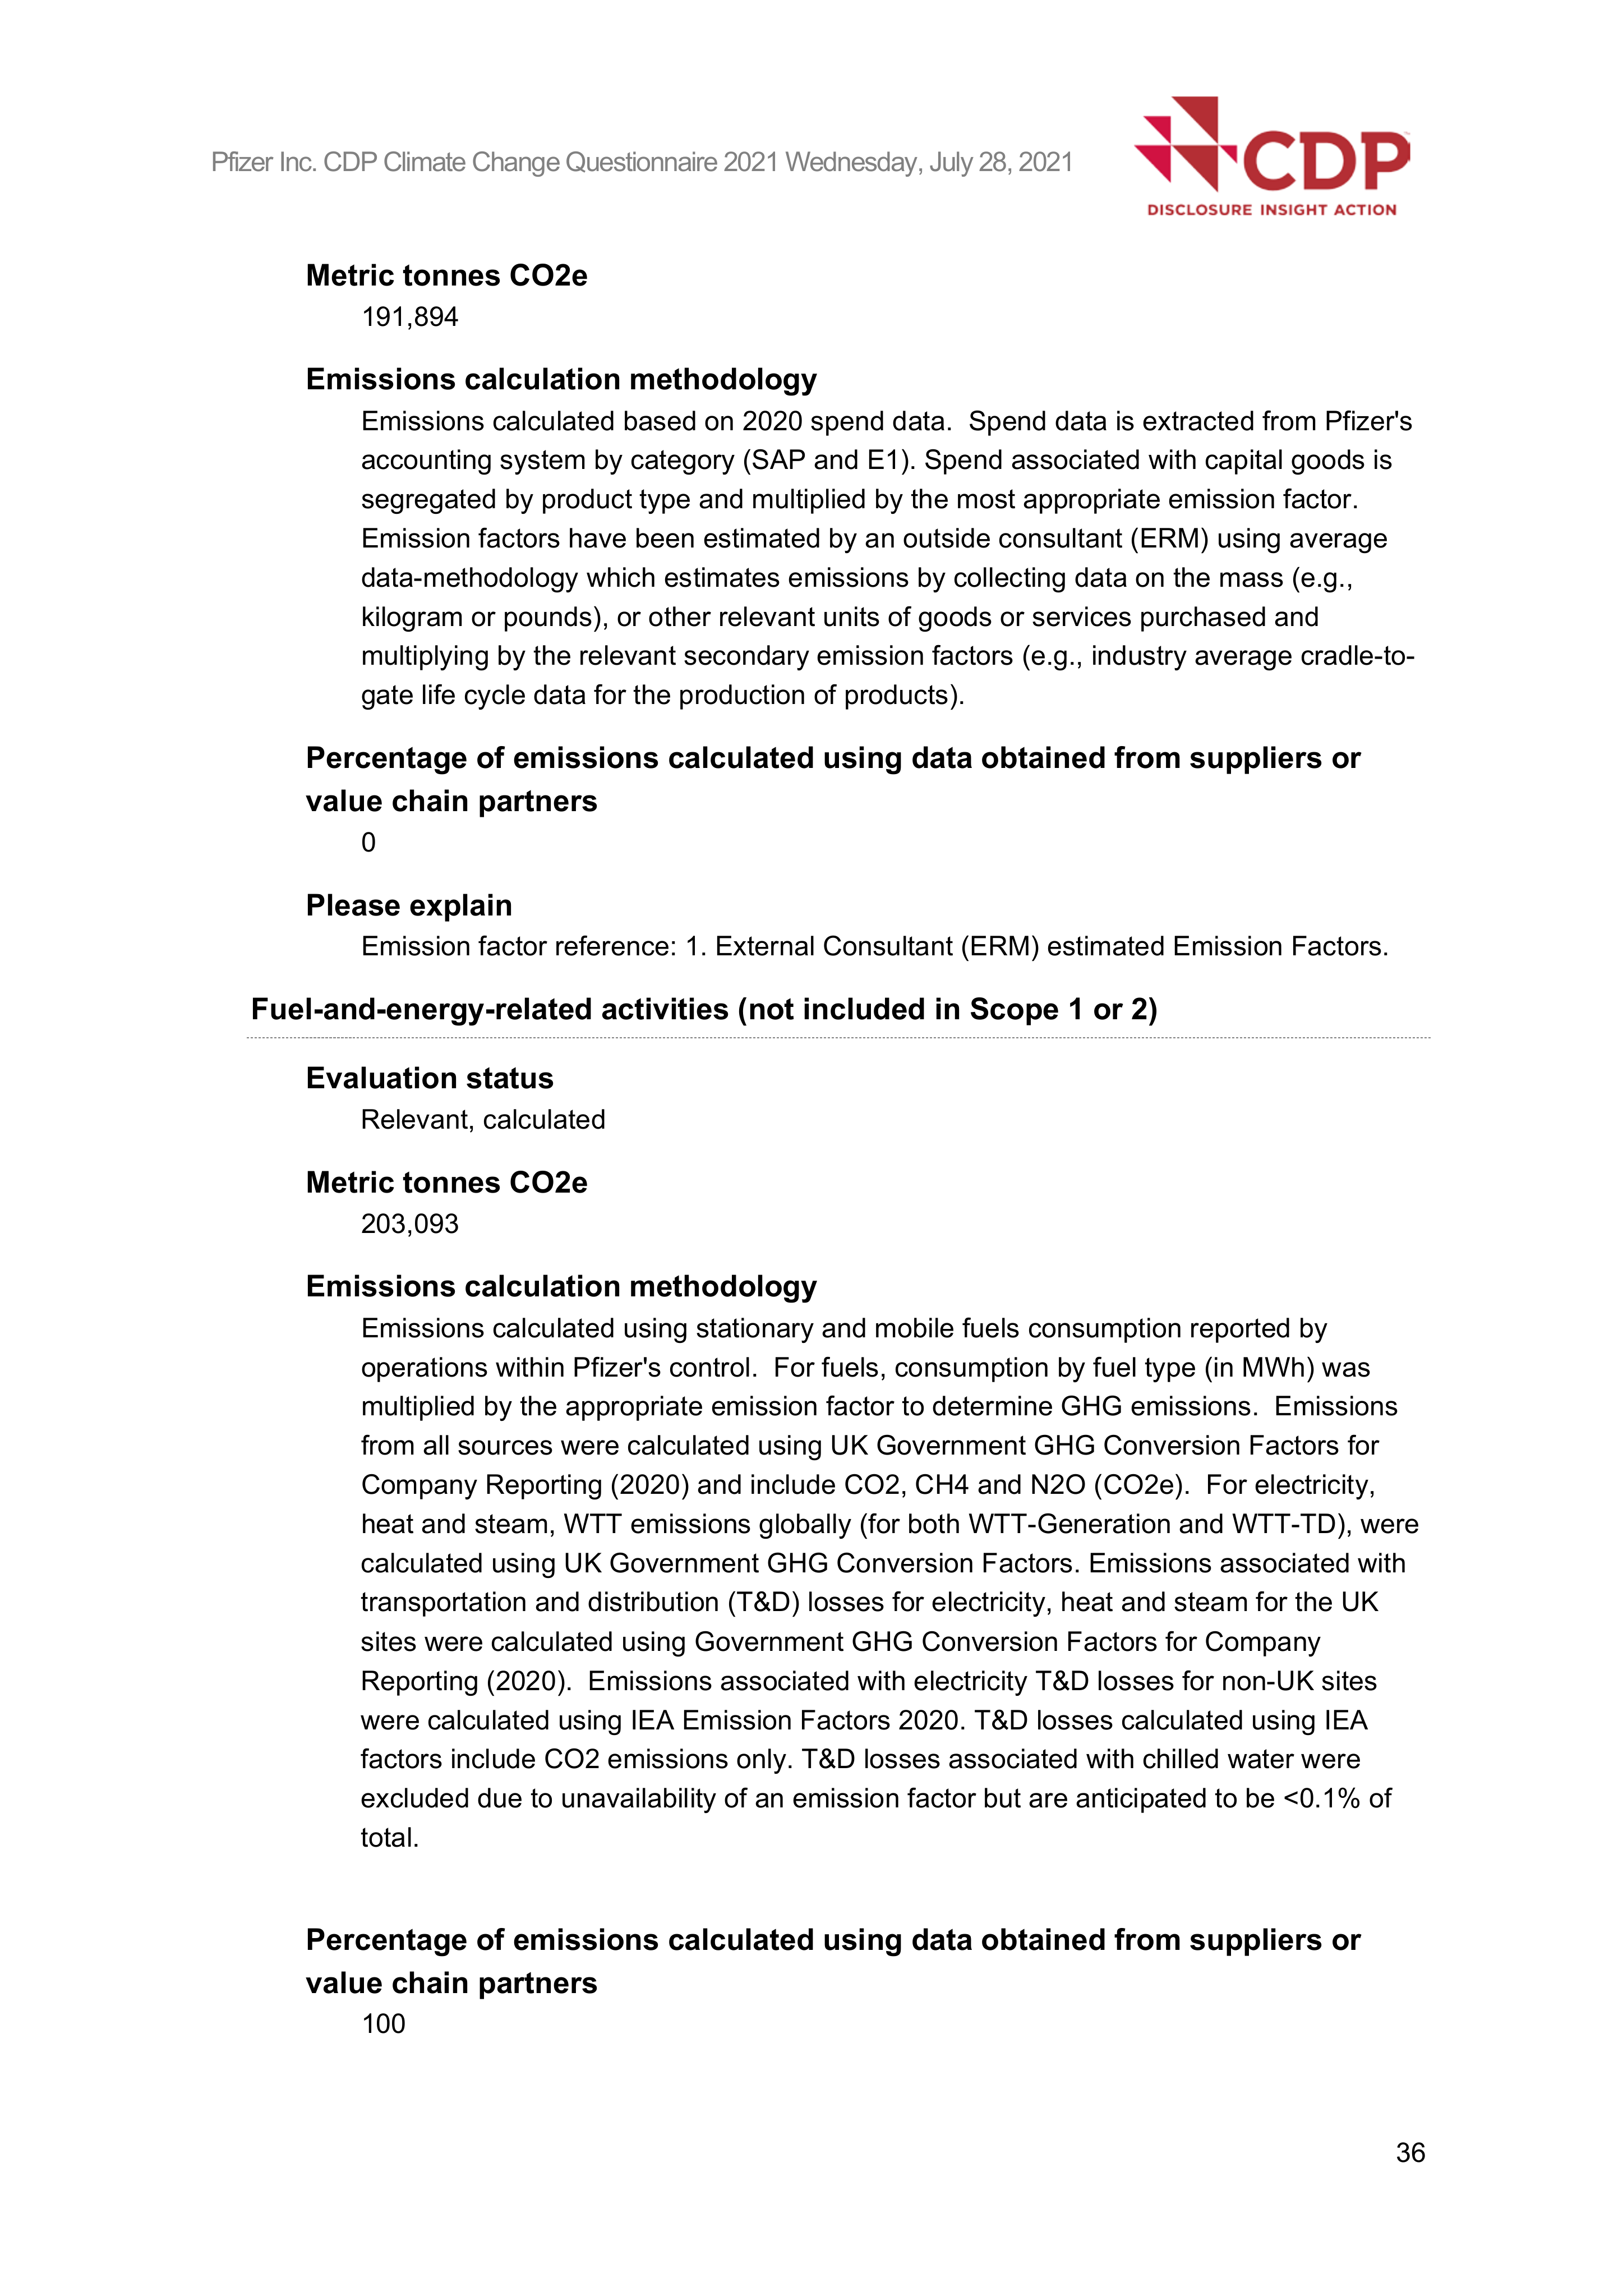 Pfizer Inc. CDP Climate Change Questionnaire 2021 Wednesday, July 28, 2021
CDP
DISCLOSURE INSIGHT ACTION
Metric tonnes CO2e
191,894
Emissions calculation methodology
Emissions calculated based on 2020 spend data.  Spend data is extracted from Pfizer's
accounting system by category (SAP and E1). Spend associated with capital goods is
segregated by product type and multiplied by the most appropriate emission factor.
Emission factors have been estimated by an outside consultant (ERM) using average
data-methodology which estimates emissions by collecting data on the mass (e.g.,
kilogram or pounds), or other relevant units of goods or services purchased and
multiplying by the relevant secondary emission factors (e.g., industry average cradle-to-
gate life cycle data for the production of products).
Percentage of emissions calculated using data obtained from suppliers or
value chain partners
0
Please explain
Emission factor reference: 1. External Consultant (ERM) estimated Emission Factors.
Fuel-and-energy-related activities (not included in Scope 1 or 2)
Evaluation status
Relevant, calculated
Metric tonnes CO2e
203,093
Emissions calculation methodology
Emissions calculated using stationary and mobile fuels consumption reported by
operations within Pfizer's control.  For fuels, consumption by fuel type (in MWh) was
multiplied by the appropriate emission factor to determine GHG emissions.  Emissions
from all sources were calculated using UK Government GHG Conversion Factors for
Company Reporting (2020) and include CO2, CH4 and N2O (CO2e).  For electricity,
heat and steam, WTT emissions globally (for both WTT-Generation and WTT-TD), were
calculated using UK Government GHG Conversion Factors. Emissions associated with
transportation and distribution (T&D) losses for electricity, heat and steam for the UK
sites were calculated using Government GHG Conversion Factors for Company
Reporting (2020).  Emissions associated with electricity T&D losses for non-UK sites
were calculated using IEA Emission Factors 2020. T&D losses calculated using IEA
factors include CO2 emissions only. T&D losses associated with chilled water were
excluded due to unavailability of an emission factor but are anticipated to be <0.1% of
total.
Percentage of emissions calculated using data obtained from suppliers or
value chain partners
100
36